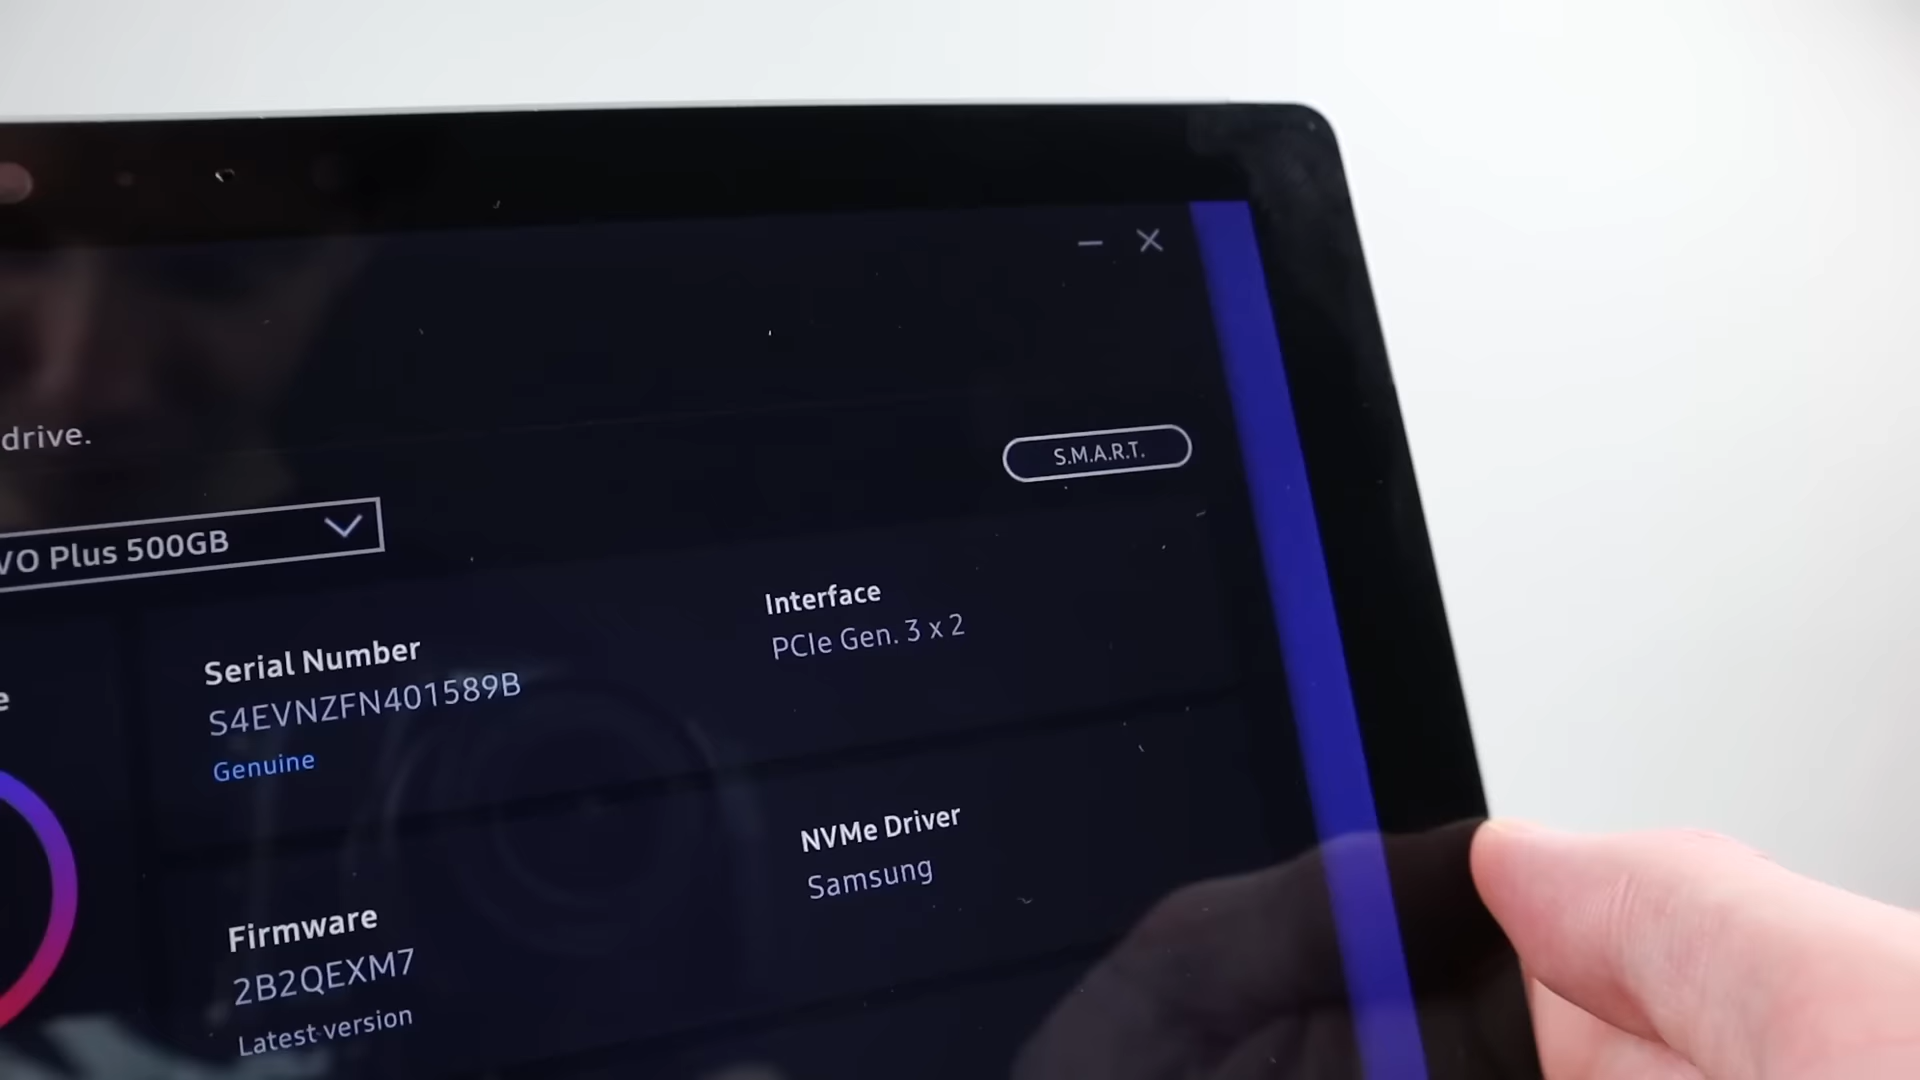 drive.
S.M.A.R.T.
VO Plus 500GB
Serial Number
S4EVNZFN401589B
Genuine
Interface
PCIe Gen. 3 x 2
Firmware
2B2QEXM7
Latest version
NVMe Driver
Samsung